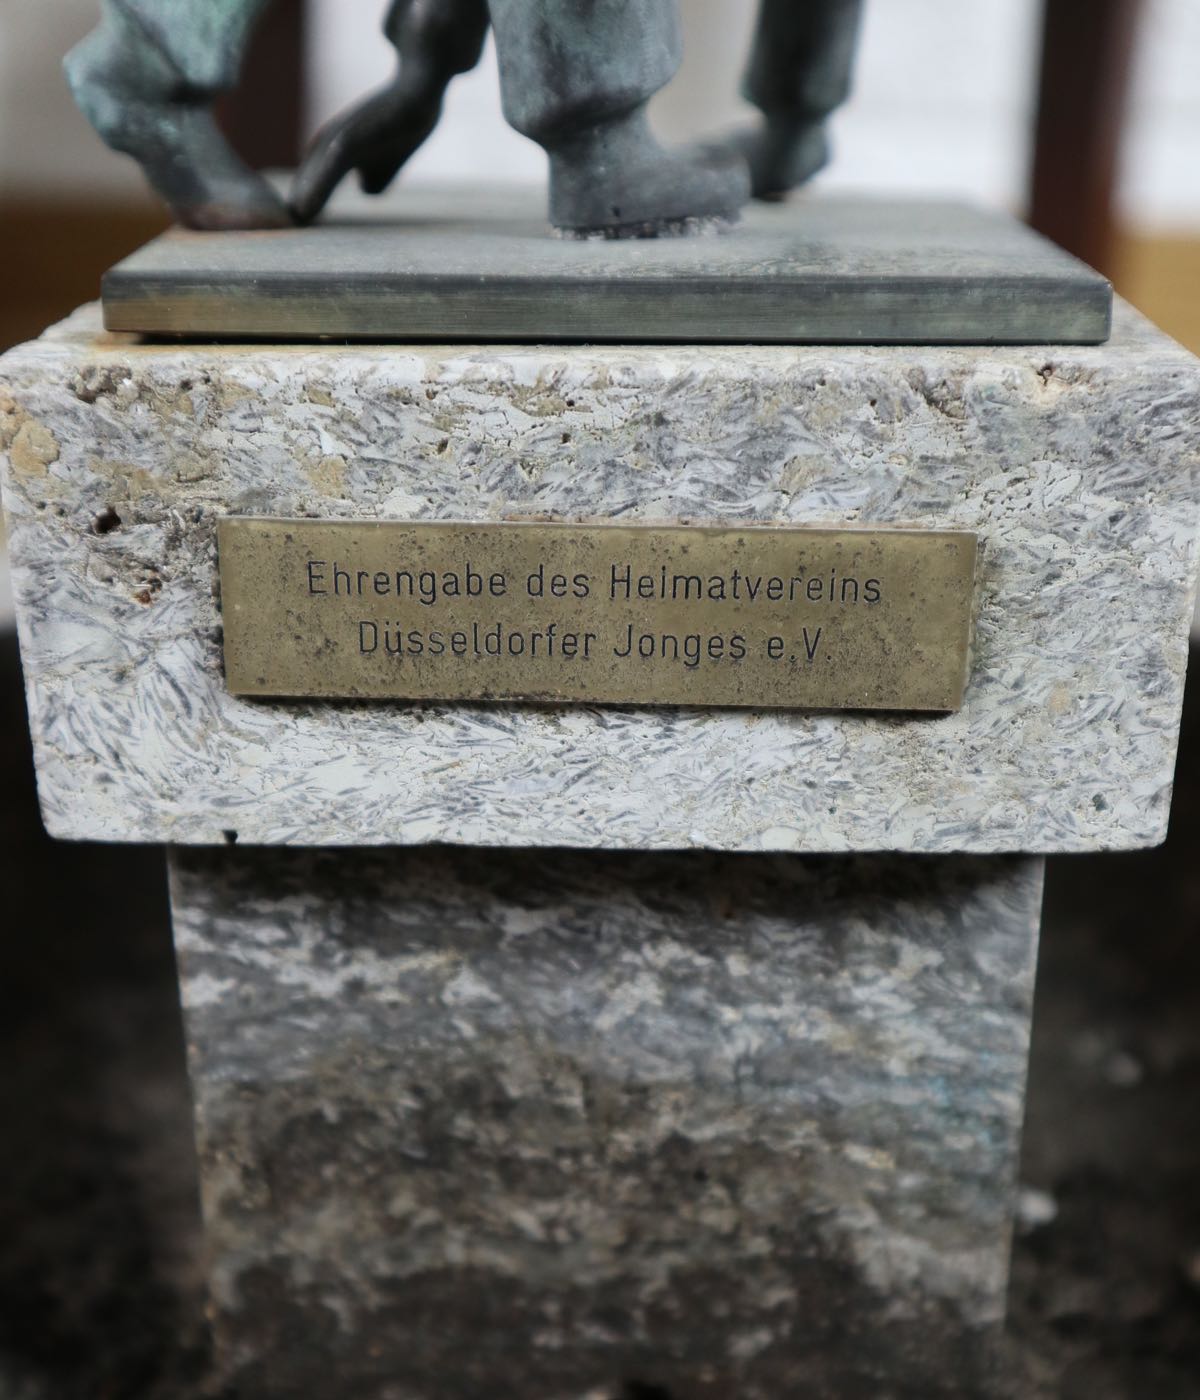 Ehrengabe des Heimatvereins
Düsseldorfer Jonges e.V.